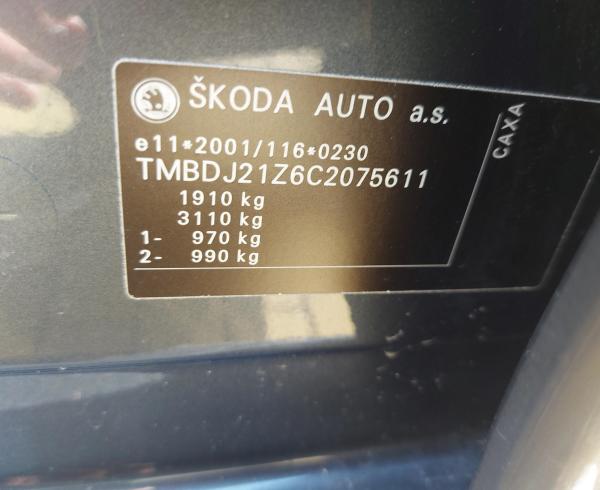 ŠKODA AUTO a.s.
e11*2001/116*0230
TMBDJ21Z6C2075611
1910 kg
3110 kg
1- 970 kg
2- 990 kg
CAXA